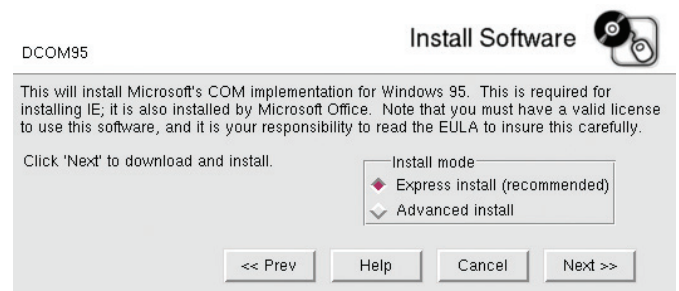 Install Software
DCOM95
This will install Microsoft's COM implementation for Windows 95. This is required for
installing IE; it is also installed by Microsoft Office. Note that you must have a valid license
to use this software, and it is your responsibility to read the EULA to insure this carefully.
Click 'Next' to download and install.
Install mode
Express install (recommended)
Advanced install
<< Prev
Help
Cancel
Next >>